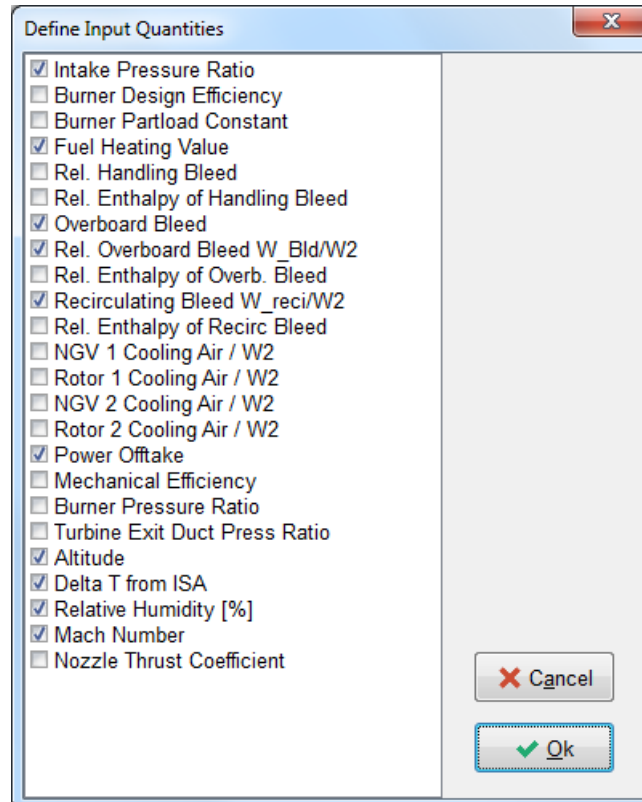 Define Input Quantities
Intake Pressure Ratio
Burner Design Efficiency
Burner Partload Constant
Fuel Heating Value
Rel. Handling Bleed
Rel. Enthalpy of Handling Bleed
Overboard Bleed
Rel. Overboard Bleed W_Bld/W2
Rel. Enthalpy of Overb. Bleed
Recirculating Bleed W_reci/W2
Rel. Enthalpy of Recirc Bleed
NGV 1 Cooling Air / W2
Rotor 1 Cooling Air / W2
NGV 2 Cooling Air / W2
Rotor 2 Cooling Air / W2
Power Offtake
Mechanical Efficiency
Burner Pressure Ratio
Turbine Exit Duct Press Ratio
Altitude
Delta T from ISA
Relative Humidity [%]
Mach Number
Nozzle Thrust Coefficient
Cancel
Ok